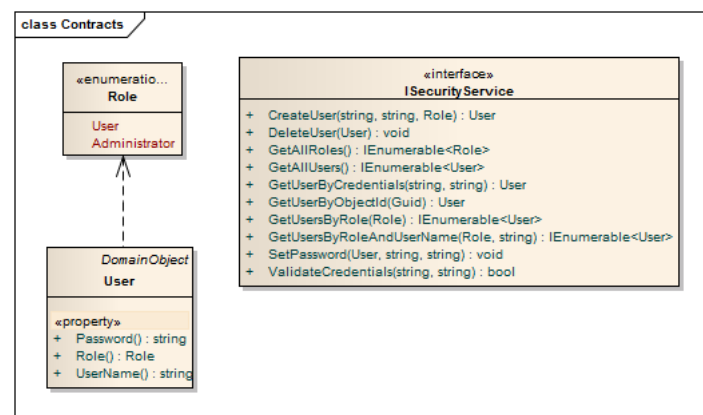 class Contracts
«enumeratio...
Role
User
Administrator
«interface»
ISecurityService
+ CreateUser(string, string, Role) : User
+ DeleteUser(User) : void
+ GetAllRoles() : IEnumerable<Role>
+ GetAllUsers() : IEnumerable<User>
+ GetUserByCredentials(string, string) : User
+ GetUserByObjectId(Guid) : User
+ GetUsersByRole(Role) : IEnumerable<User>
+ GetUsersByRoleAndUserName(Role, string) : IEnumerable<User>
+ SetPassword(User, string, string) : void
+ ValidateCredentials(string, string) : bool
DomainObject
User
«property»
+ Password() : string
+ Role() : Role
+ UserName() : string